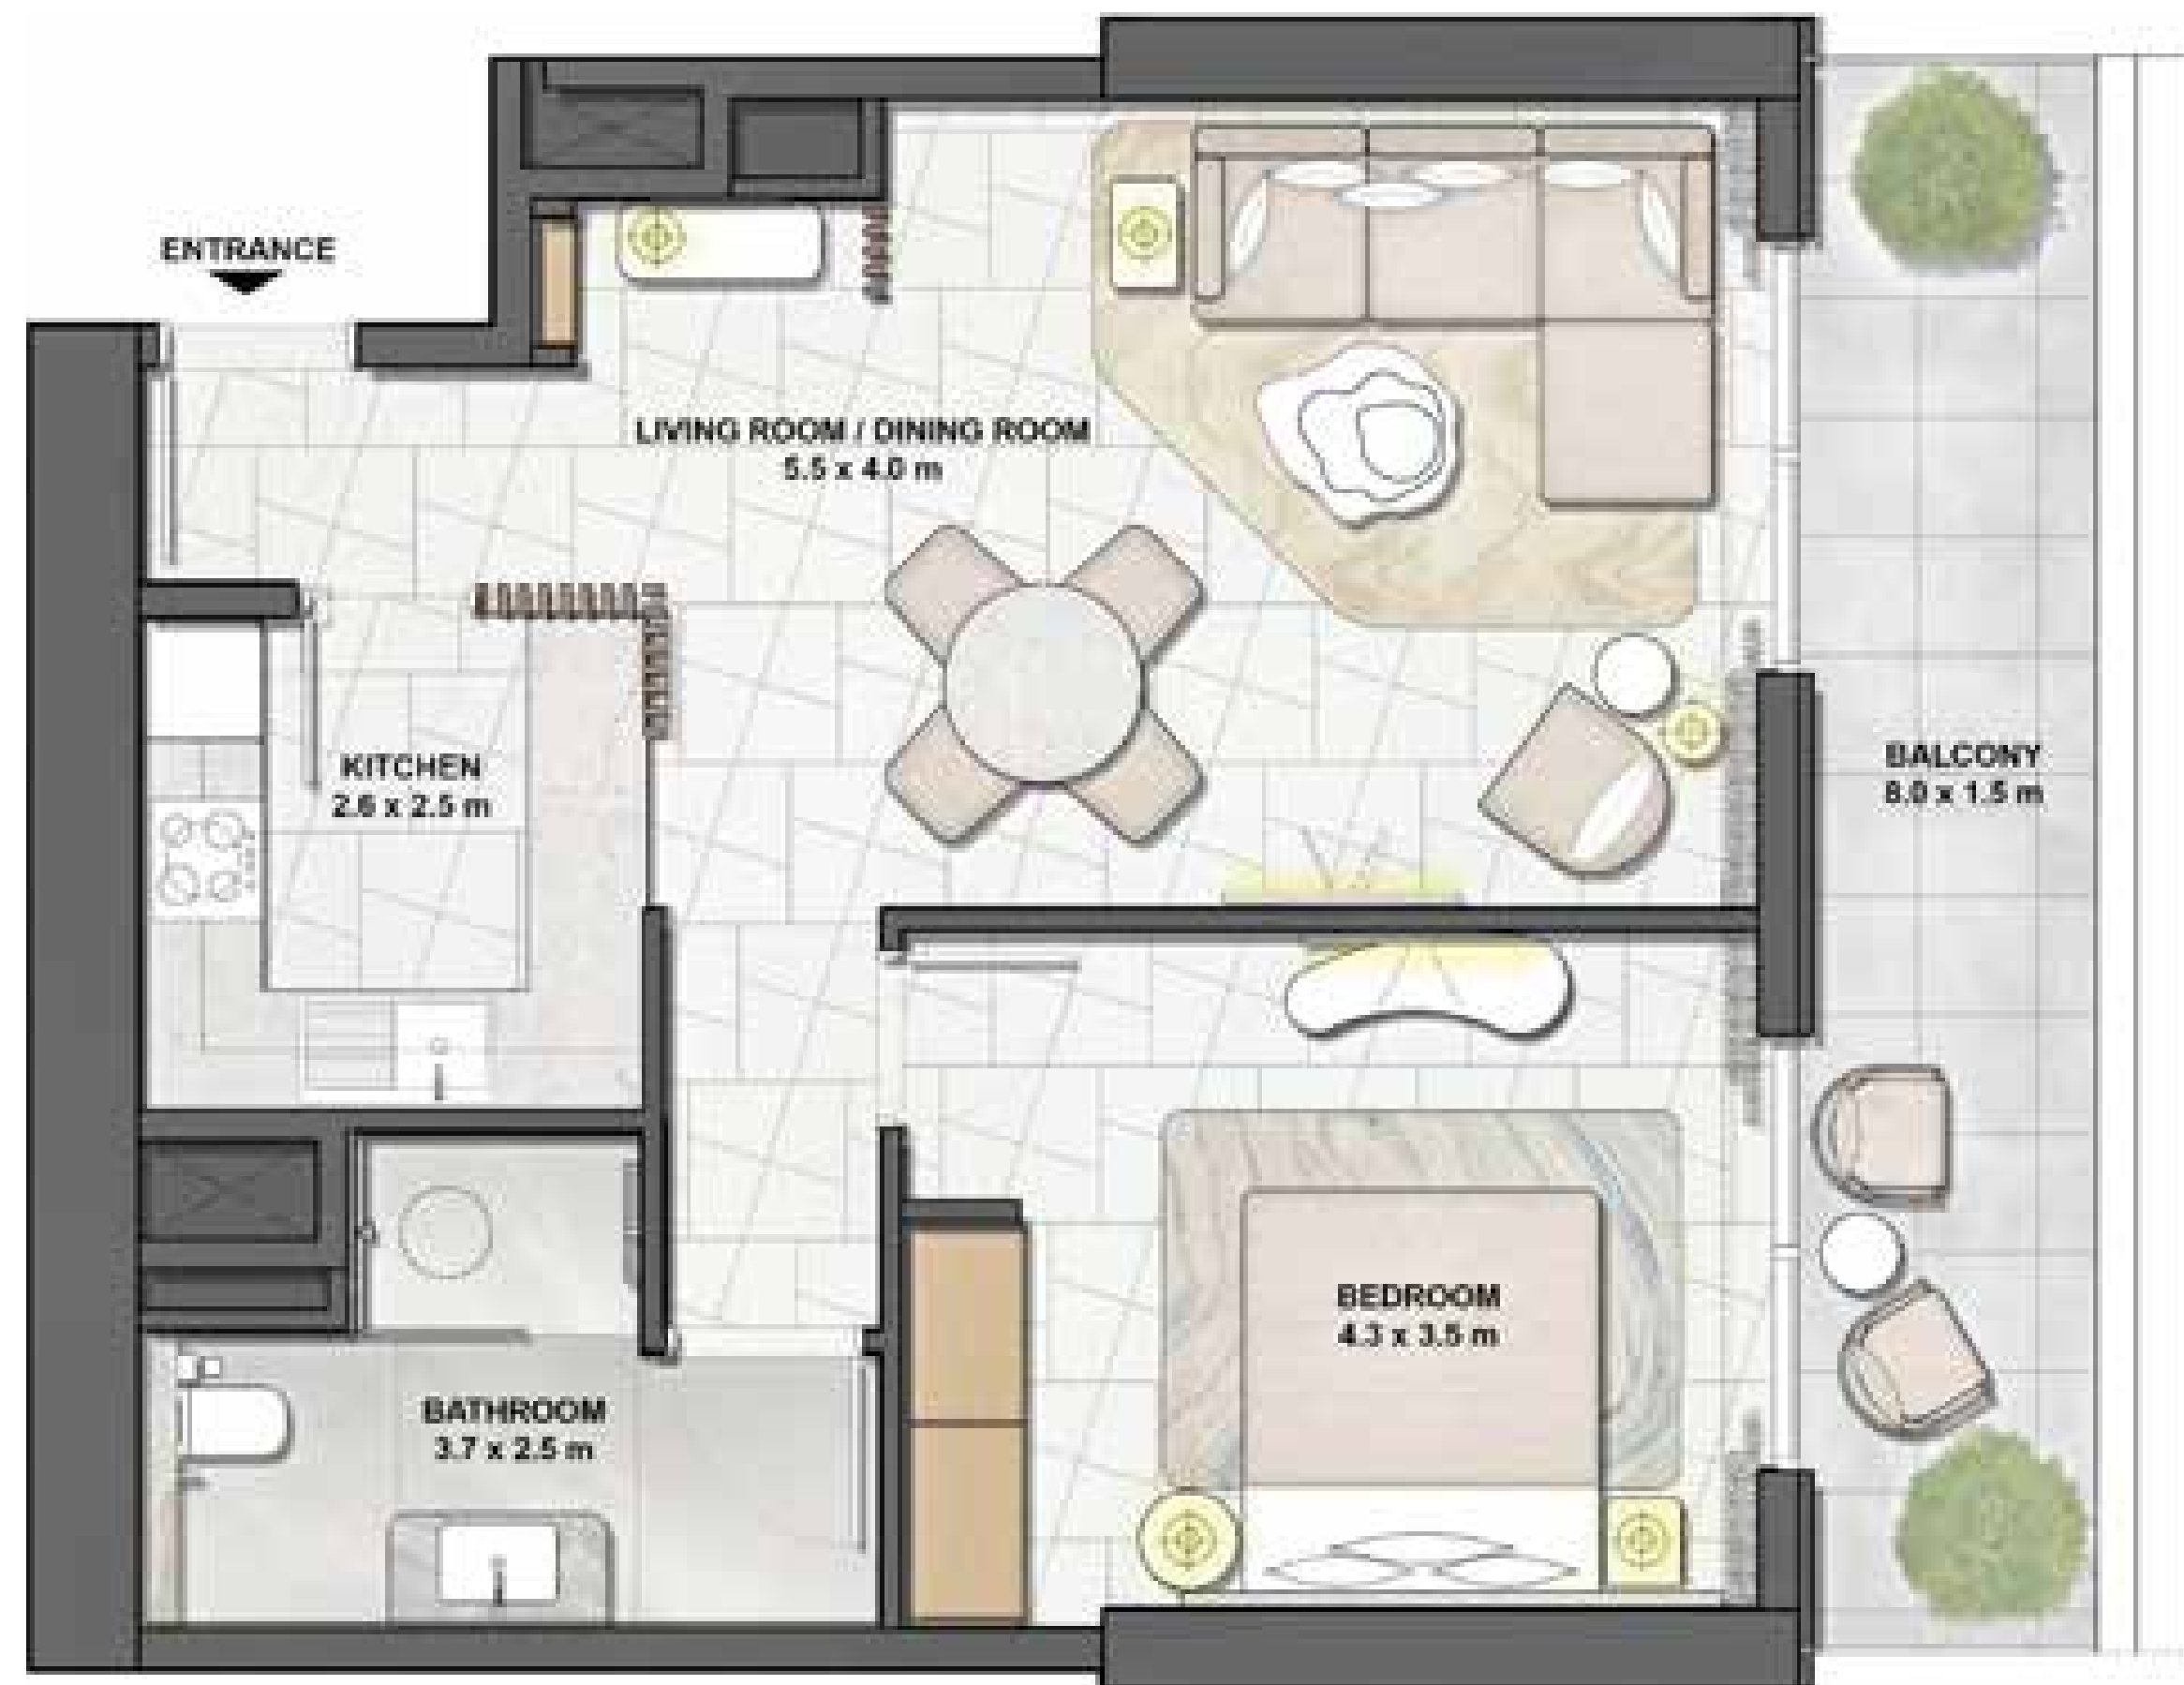 ENTRANCE
LIVING ROOM / DINING ROOM
5.5 x 4.0 m
KITCHEN
2.6 x 2.5 m
BALCONY
8.0 x 1.5 m
BEDROOM
4.3 x 3.5 m
BATHROOM
3.7 x 2.5 m